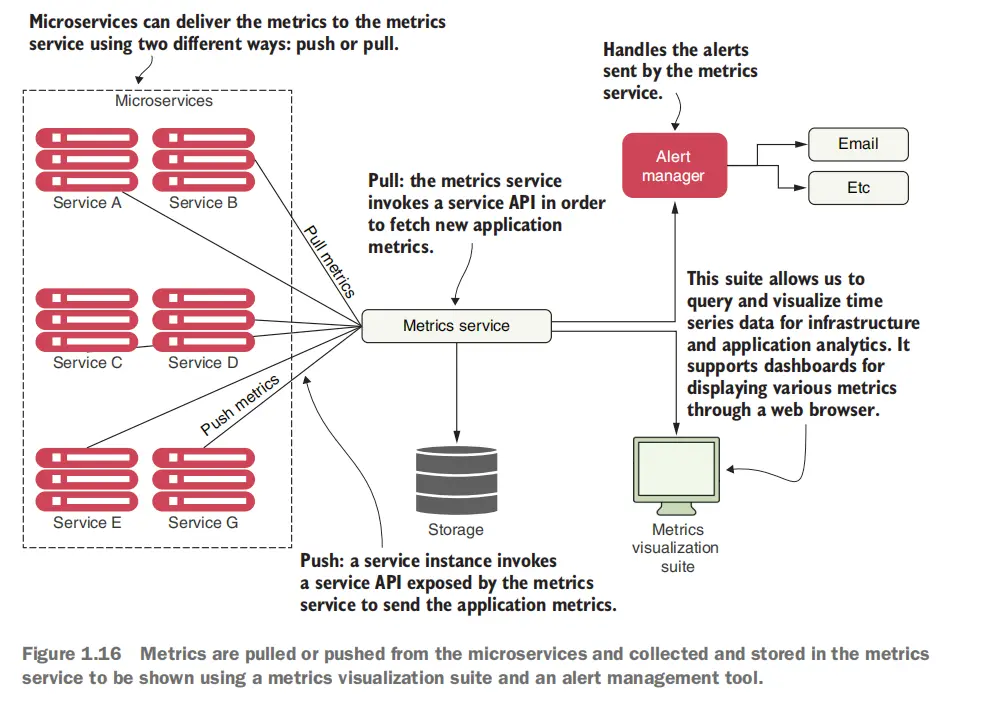 Microservices can deliver the metrics to the metrics
service using two different ways: push or pull.
Handles the alerts
sent by the metrics
service.
Microservices
Service A
Service B
Alert
manager
Email
Etc
Pull: the metrics service
invokes a service API in order
to fetch new application
metrics.
Pull metrics
This suite allows us to
query and visualize time
series data for infrastructure
and application analytics. It
supports dashboards for
displaying various metrics
through a web browser.
Metrics service
Service C
Service D
Push metrics
Service E
Service G
Storage
Metrics
visualization
suite
Push: a service instance invokes
a service API exposed by the metrics
service to send the application metrics.
Figure 1.16 Metrics are pulled or pushed from the microservices and collected and stored in the metrics
service to be shown using a metrics visualization suite and an alert management tool.